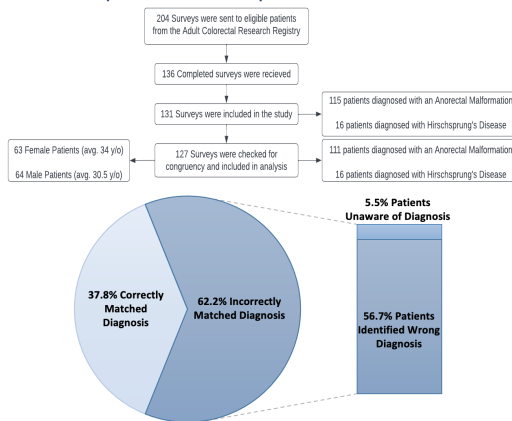 204 Surveys were sent to eligible patients
from the Adult Colorectal Research Registry
136 Completed surveys were recieved
131 Surveys were included in the study
115 patients diagnosed with an Anorectal Malformation
16 patients diagnosed with Hirschsprung's Disease
63 Female Patients (avg. 34 y/o)
64 Male Patients (avg. 30.5 y/o)
127 Surveys were checked for
congruency and included in analysis
111 patients diagnosed with an Anorectal Malformation
16 patients diagnosed with Hirschsprung's Disease
5.5% Patients
Unaware of Diagnosis
37.8% Correctly
Matched
Diagnosis
62.2% Incorrectly
Matched Diagnosis
56.7% Patients
Identified Wrong
Diagnosis